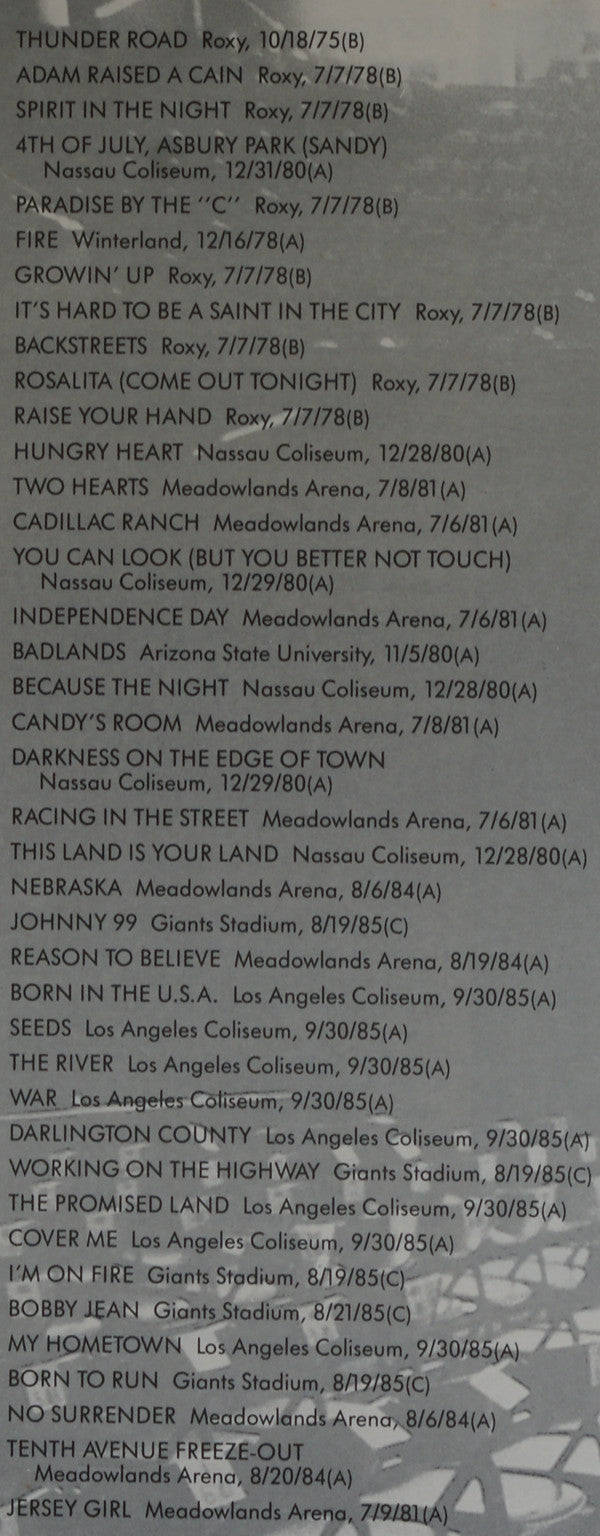 THUNDER ROAD Roxy, 10/18/75(B)
ADAM RAISED A CAIN Roxy, 7/7/78(B)
SPIRIT IN THE NIGHT Roxy, 7/7/78(B)
4TH OF JULY, ASBURY PARK (SANDY)
Nassau Coliseum, 12/31/80(A)
PARADISE BY THE "C" Roxy, 7/7/78(B)
FIRE Winterland, 12/16/78(A)
GROWIN' UP Roxy, 7/7/78(B)
IT'S HARD TO BE A SAINT IN THE CITY Roxy, 7/7/78(B)
BACKSTREETS Roxy, 7/7/78(B)
ROSALITA (COME OUT TONIGHT) Roxy, 7/7/78(B)
RAISE YOUR HAND Roxy, 7/7/78(B)
HUNGRY HEART Nassau Coliseum, 12/28/80(A)
TWO HEARTS Meadowlands Arena, 7/8/81(A)
CADILLAC RANCH Meadowlands Arena, 7/6/81(A)
YOU CAN LOOK (BUT YOU BETTER NOT TOUCH)
Nassau Coliseum, 12/29/80(A)
INDEPENDENCE DAY Meadowlands Arena, 7/6/81(A)
BADLANDS Arizona State University, 11/5/80(A)
BECAUSE THE NIGHT Nassau Coliseum, 12/28/80(A)
CANDY'S ROOM Meadowlands Arena, 7/8/81(A)
DARKNESS ON THE EDGE OF TOWN
Nassau Coliseum, 12/29/80(A)
RACING IN THE STREET Meadowlands Arena, 7/6/81(A)
THIS LAND IS YOUR LAND Nassau Coliseum, 12/28/80(A)
NEBRASKA Meadowlands Arena, 8/6/84(A)
JOHNNY 99 Giants Stadium, 8/19/85(C)
REASON TO BELIEVE Meadowlands Arena, 8/19/84(A)
BORN IN THE U.S.A. Los Angeles Coliseum, 9/30/85(A)
SEEDS Los Angeles Coliseum, 9/30/85(A)
THE RIVER Los Angeles Coliseum, 9/30/85(A)
WAR Los Angeles Coliseum, 9/30/85(A)
DARLINGTON COUNTY Los Angeles Coliseum, 9/30/85(A)
WORKING ON THE HIGHWAY Giants Stadium, 8/19/85(C)
THE PROMISED LAND Los Angeles Coliseum, 9/30/85(A)
COVER ME Los Angeles Coliseum, 9/30/85(A)
I'M ON FIRE Giants Stadium, 8/19/85(C)
BOBBY JEAN Giants Stadium, 8/21/85(C)
MY HOMETOWN Los Angeles Coliseum, 9/30/85(A)
BORN TO RUN Giants Stadium, 8/19/85(C)
NO SURRENDER Meadowlands Arena, 8/6/84(A)
TENTH AVENUE FREEZE-OUT
Meadowlands Arena, 8/20/84(A)
JERSEY GIRL Meadowlands Arena, 7/9/81(A)